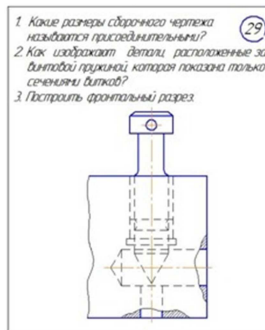 1. Какие размеры сборочного чертежа
называются присоединительными?
29
2. Как изображают детали, расположенные за
винтовой пружиной, которая показана только
сечениями витков?
3. Построить фронтальный разрез.